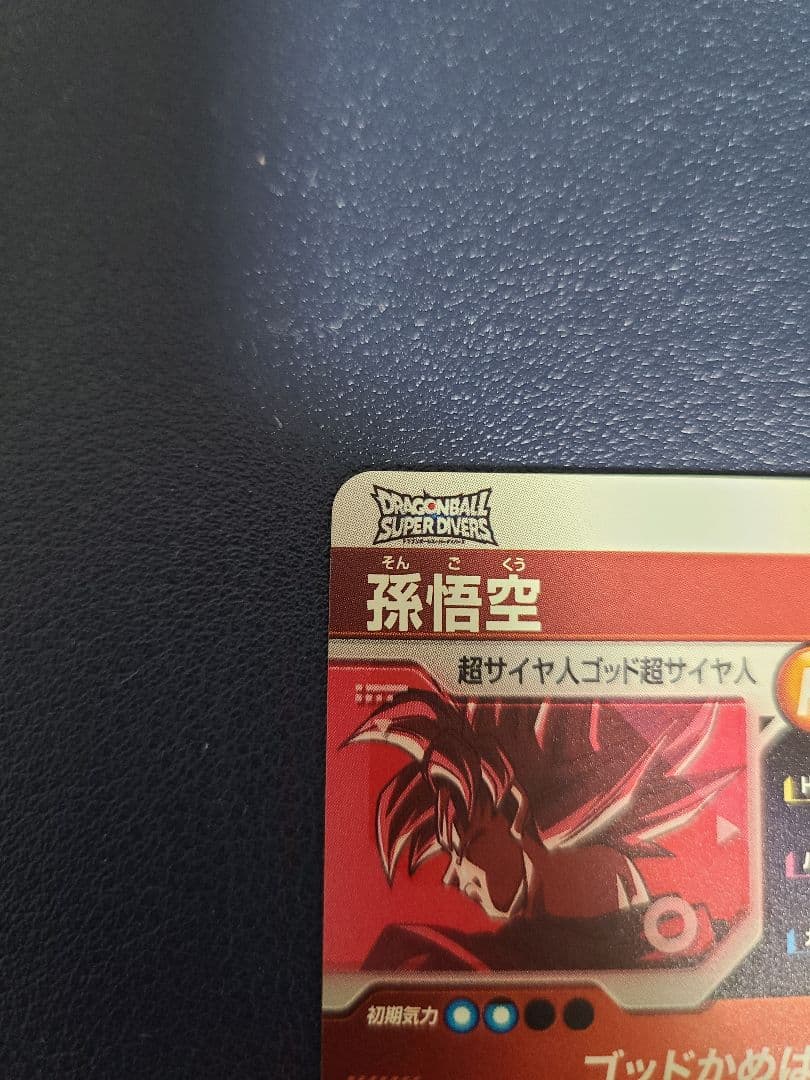 DRAGONBALL
SUPER DIVERS
そん ご くう
孫悟空
超サイヤ人ゴッド超サイヤ人
初期気力
ゴッドかめは